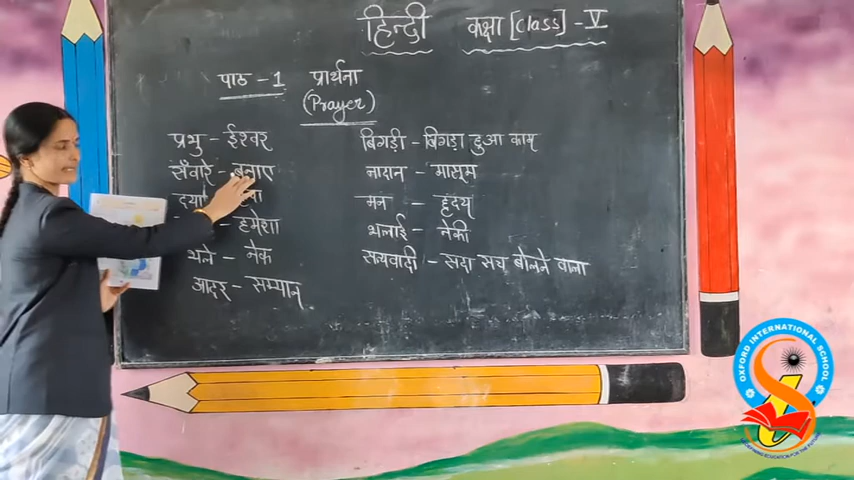 हिन्दी कक्षा [Class] - V
पाठ - 1 प्रार्थना
(Prayer)
प्रभु - ईश्वर
सँवारे - बनाए
- हमेशा
भले - नेक
आदर - सम्मान
बिगड़ी - बिगड़ा हुआ काम
नादान - मासूम
मन - हृदय
भलाई - नेकी
सत्यवादी - सदा सच बोलने वाला
OXFORD INTERNATIONAL SCHOOL